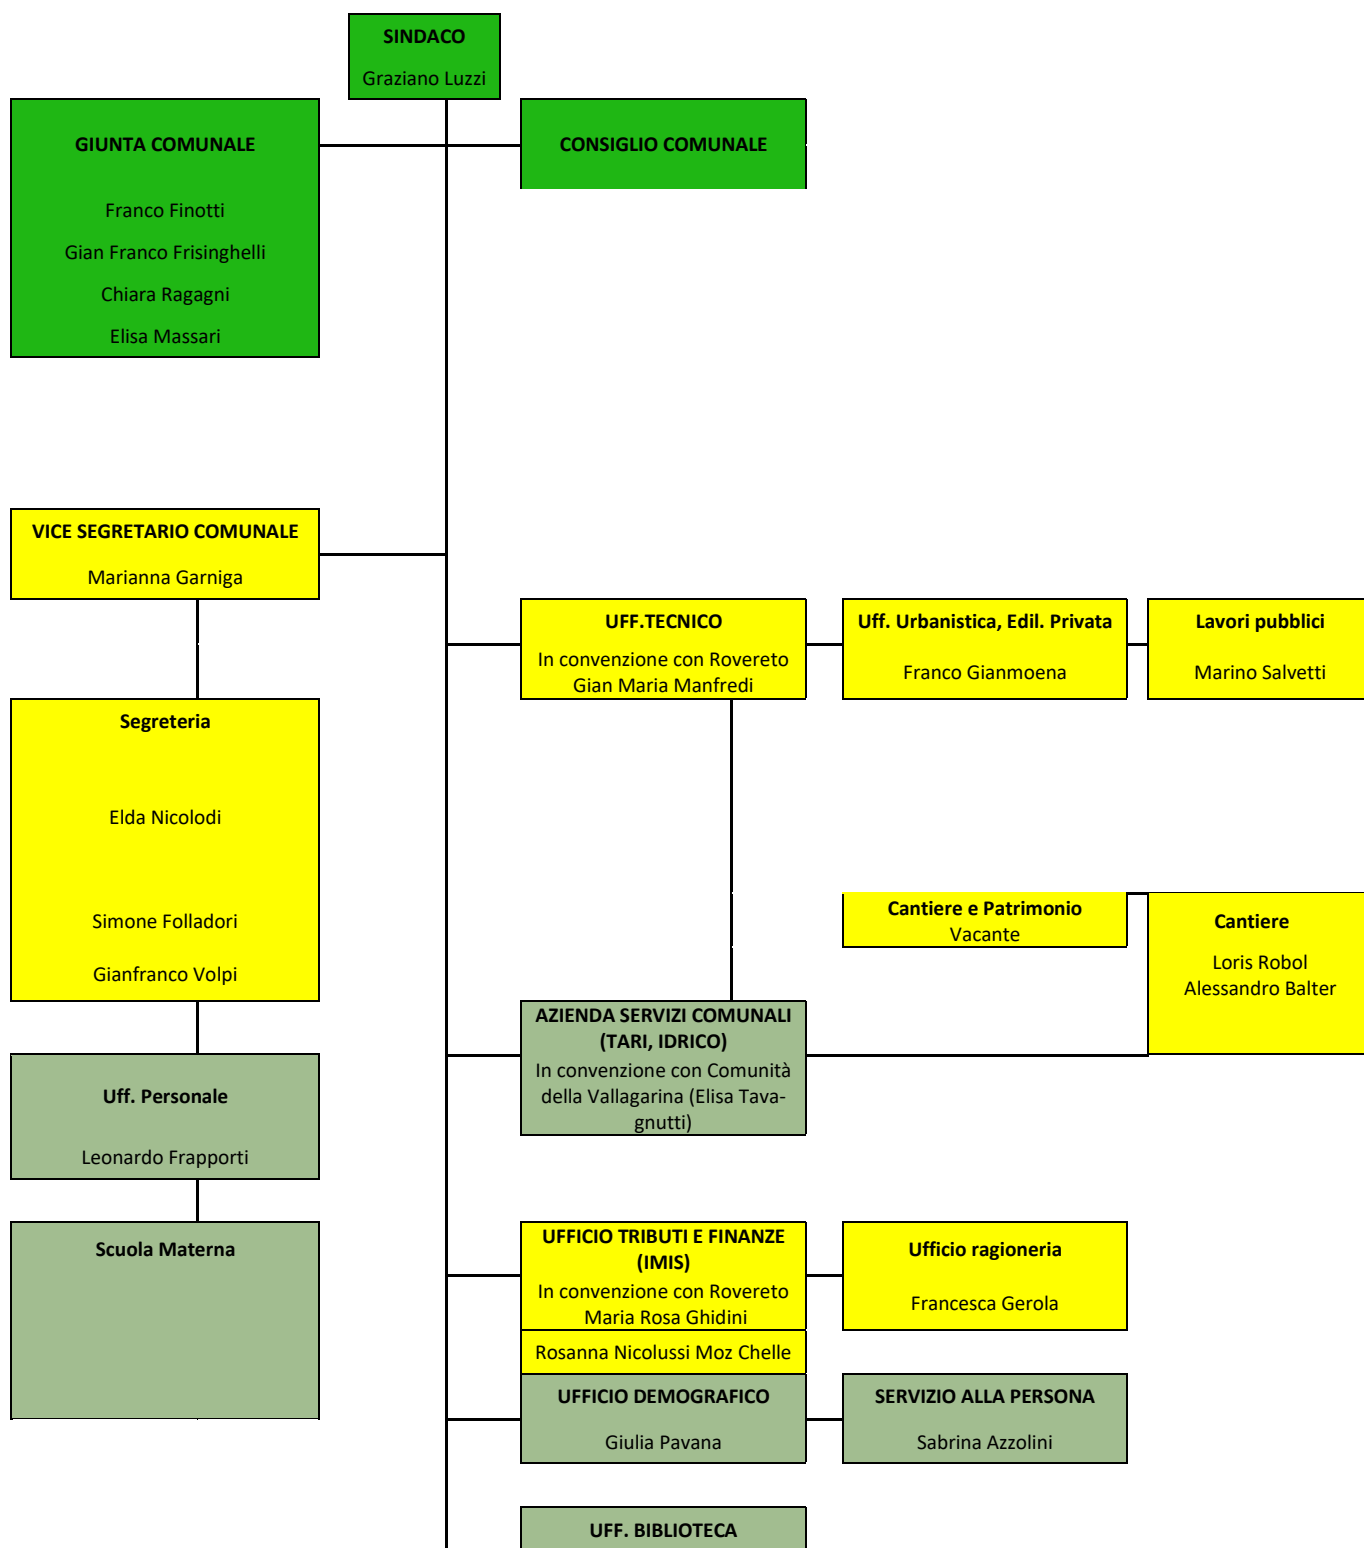 SINDACO
Graziano Luzzi
GIUNTA COMUNALE
Franco Finotti
Gian Franco Frisinghelli
Chiara Ragagni
Elisa Massari
CONSIGLIO COMUNALE
VICE SEGRETARIO COMUNALE
Marianna Garniga
Segreteria
Elda Nicolodi
Simone Folladori
Gianfranco Volpi
Uff. Personale
Leonardo Frapporti
Scuola Materna
UFF.TECNICO
In convenzione con Rovereto
Gian Maria Manfredi
Uff. Urbanistica, Edil. Privata
Franco Gianmoena
Lavori pubblici
Marino Salvetti
Cantiere e Patrimonio
Vacante
Cantiere
Loris Robol
Alessandro Balter
AZIENDA SERVIZI COMUNALI
(TARI, IDRICO)
In convenzione con Comunità
della Vallagarina (Elisa Tava-
gnutti)
UFFICIO TRIBUTI E FINANZE
(IMIS)
In convenzione con Rovereto
Maria Rosa Ghidini
Rosanna Nicolussi Moz Chelle
Ufficio ragioneria
Francesca Gerola
UFFICIO DEMOGRAFICO
Giulia Pavana
SERVIZIO ALLA PERSONA
Sabrina Azzolini
UFF. BIBLIOTECA